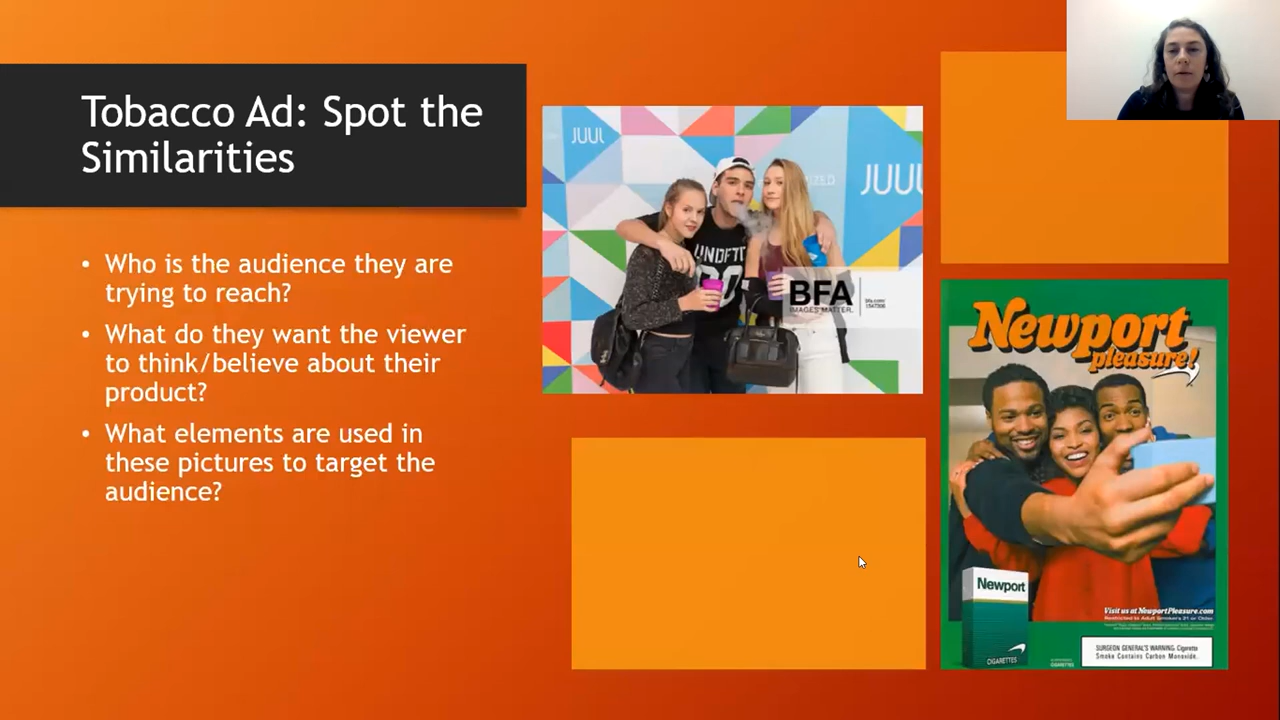 Tobacco Ad: Spot the
Similarities
• Who is the audience they are
trying to reach?
• What do they want the viewer
to think/believe about their
product?
• What elements are used in
these pictures to target the
audience?
JUUL
JUUL
UNDFTD
BFA
IMAGES MATTER.
bfa.com/
Newport
pleasure!
Newport
CIGARETTES
Visit us at NewportPleasure.com
Restricted to Adult Smokers 21 or Older
SURGEON GENERAL'S WARNING: Cigarette
Smoke Contains Carbon Monoxide.